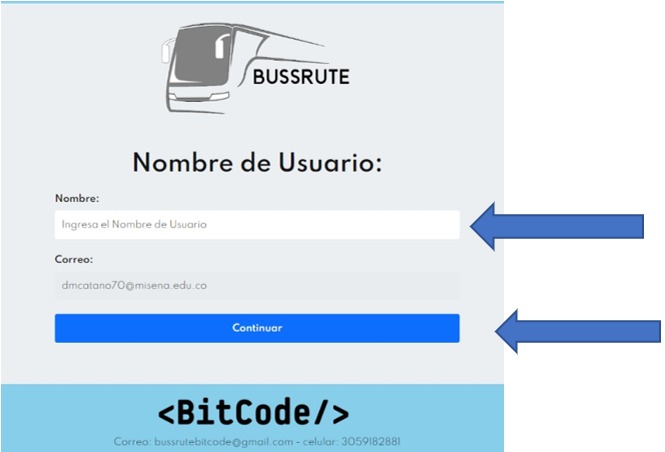 BUSSRUTE
Nombre de Usuario:
Nombre:
Ingresa el Nombre de Usuario
Correo:
dmcatano70@misena.edu.co
Continuar
<BitCode/>
Correo: bussrutebitcode@gmail.com - celular: 3059182881